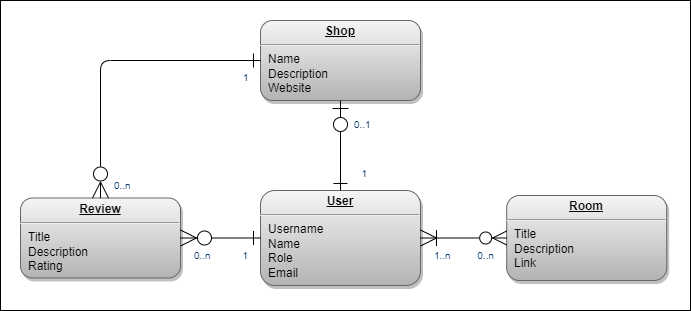 Shop
Name
Description
Website
1
0..1
0..n
1
Review
Title
Description
Rating
0..n
1
User
Username
Name
Role
Email
1..n
0..n
Room
Title
Description
Link